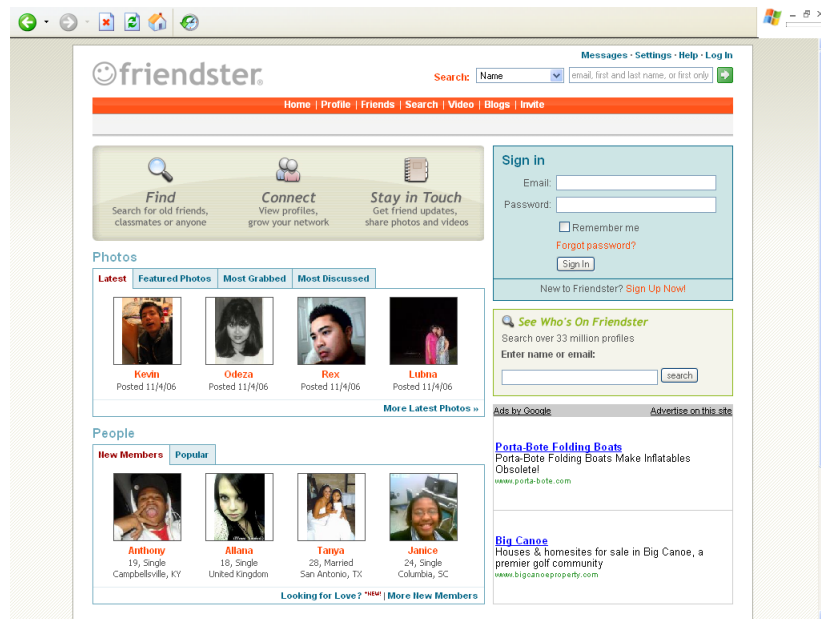 Messages · Settings · Help · Log In
friendster®
Search: Name email, first and last name, or first only
Home | Profile | Friends | Search | Video | Blogs | Invite
Find
Search for old friends,
classmates or anyone
Connect
View profiles,
grow your network
Stay in Touch
Get friend updates,
share photos and videos
Sign in
Email:
Password:
Remember me
Forgot password?
Sign In
New to Friendster? Sign Up Now!
Photos
Latest Featured Photos Most Grabbed Most Discussed
Kevin
Posted 11/4/06
Odeza
Posted 11/4/06
Rex
Posted 11/4/06
Lubna
Posted 11/4/06
More Latest Photos »
See Who's On Friendster
Search over 33 million profiles
Enter name or email:
search
Ads by Google Advertise on this site
Porta-Bote Folding Boats
Porta-Bote Folding Boats Make Inflatables
Obsolete!
www.porta-bote.com
Big Canoe
Houses & homesites for sale in Big Canoe, a
premier golf community
www.bigcanoeproperty.com
People
New Members Popular
Anthony
19, Single
Campbellsville, KY
Allana
18, Single
United Kingdom
Tanya
28, Married
San Antonio, TX
Janice
24, Single
Columbia, SC
Looking for Love? *NEW! | More New Members